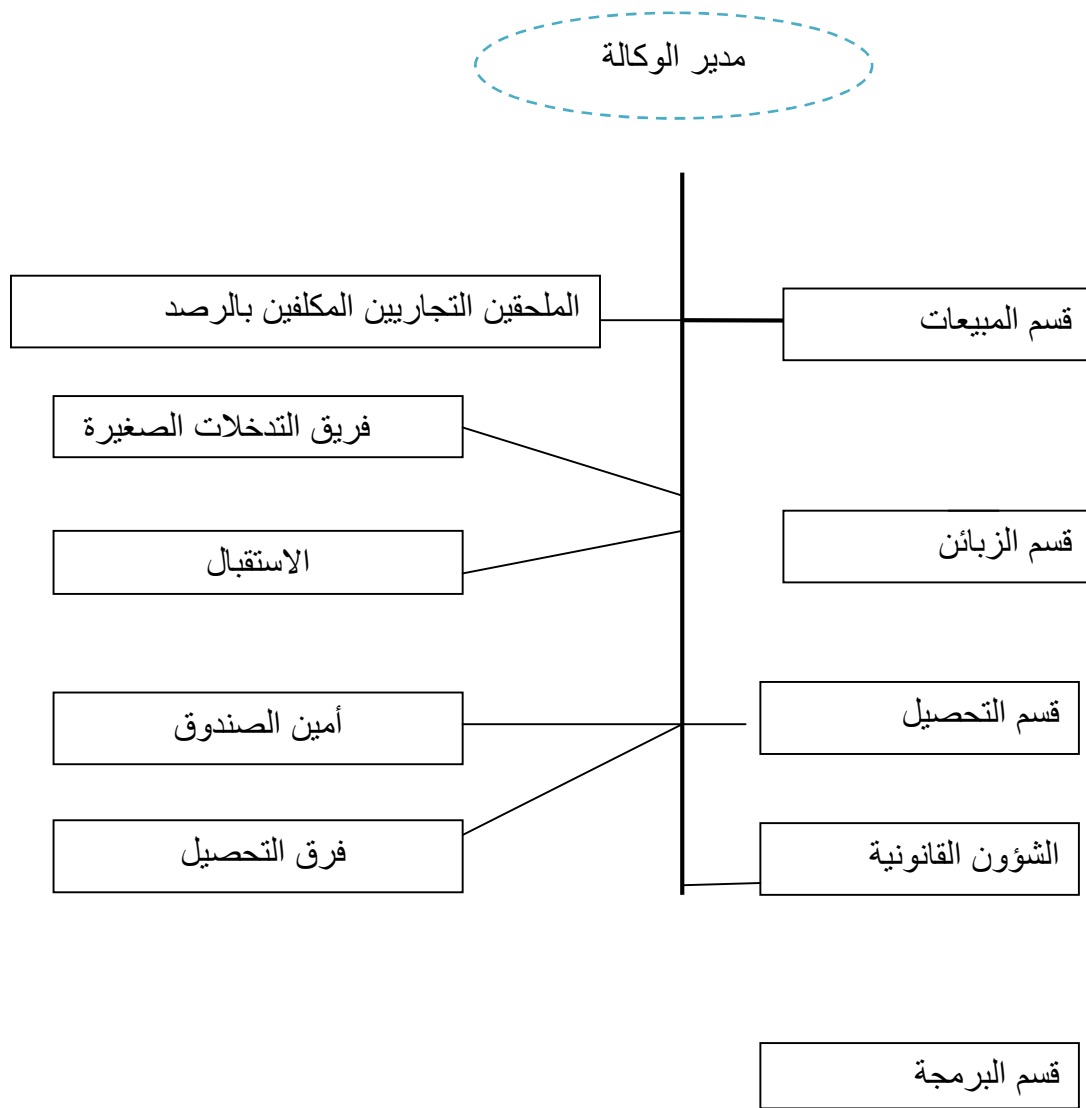 مدير الوكالة
الملحقين التجاريين المكلفين بالرصد
قسم المبيعات
فريق التدخلات الصغيرة
قسم الزبائن
الاستقبال
قسم التحصيل
أمين الصندوق
الشؤون القانونية
فرق التحصيل
قسم البرمجة